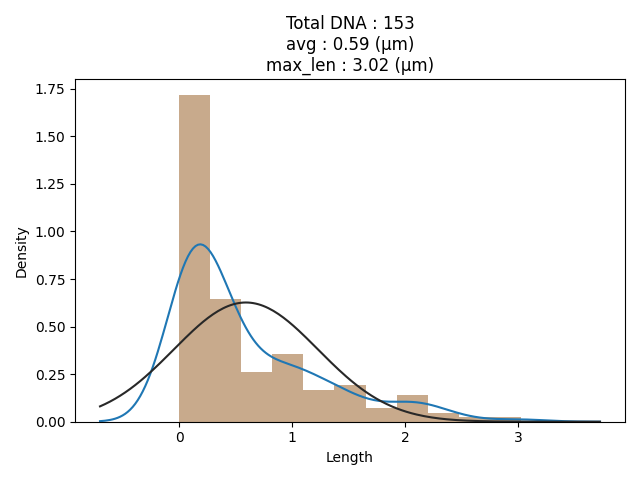 Total DNA : 153
avg : 0.59 (µm)
max_len : 3.02 (µm)
1.75
1.50
1.25
1.00
0.75
0.50
0.25
0.00
Density
0 1 2 3
Length